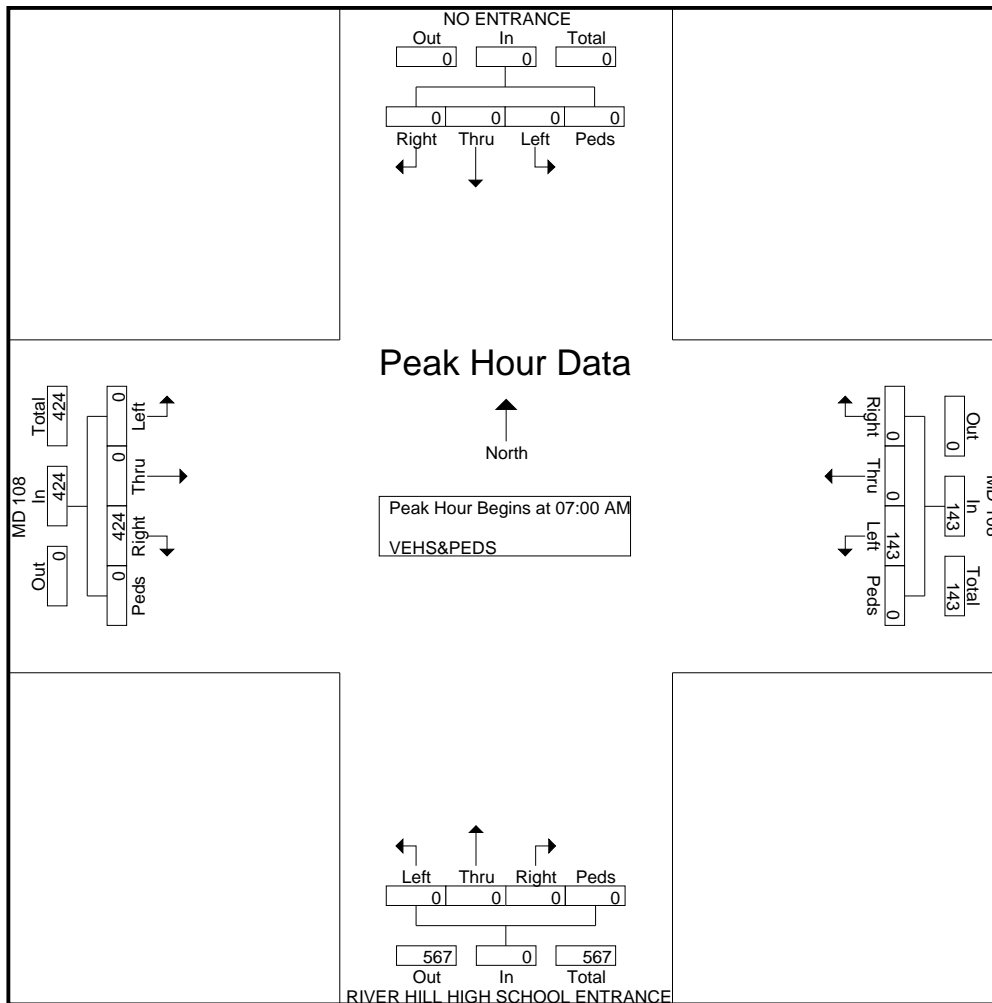 NO ENTRANCE
Out In Total
0 0 0
0 0 0 0
Right Thru Left Peds
Peak Hour Data
North
Peak Hour Begins at 07:00 AM
VEHS&PEDS
MD 108
Total In Out
424 424 0
0 0 424 0
Left Thru Right Peds
Right Thru Left Peds
0 0 143 0
Out In Total
0 143 143
MD 108
Left Thru Right Peds
0 0 0 0
567 0 567
Out In Total
RIVER HILL HIGH SCHOOL ENTRANCE